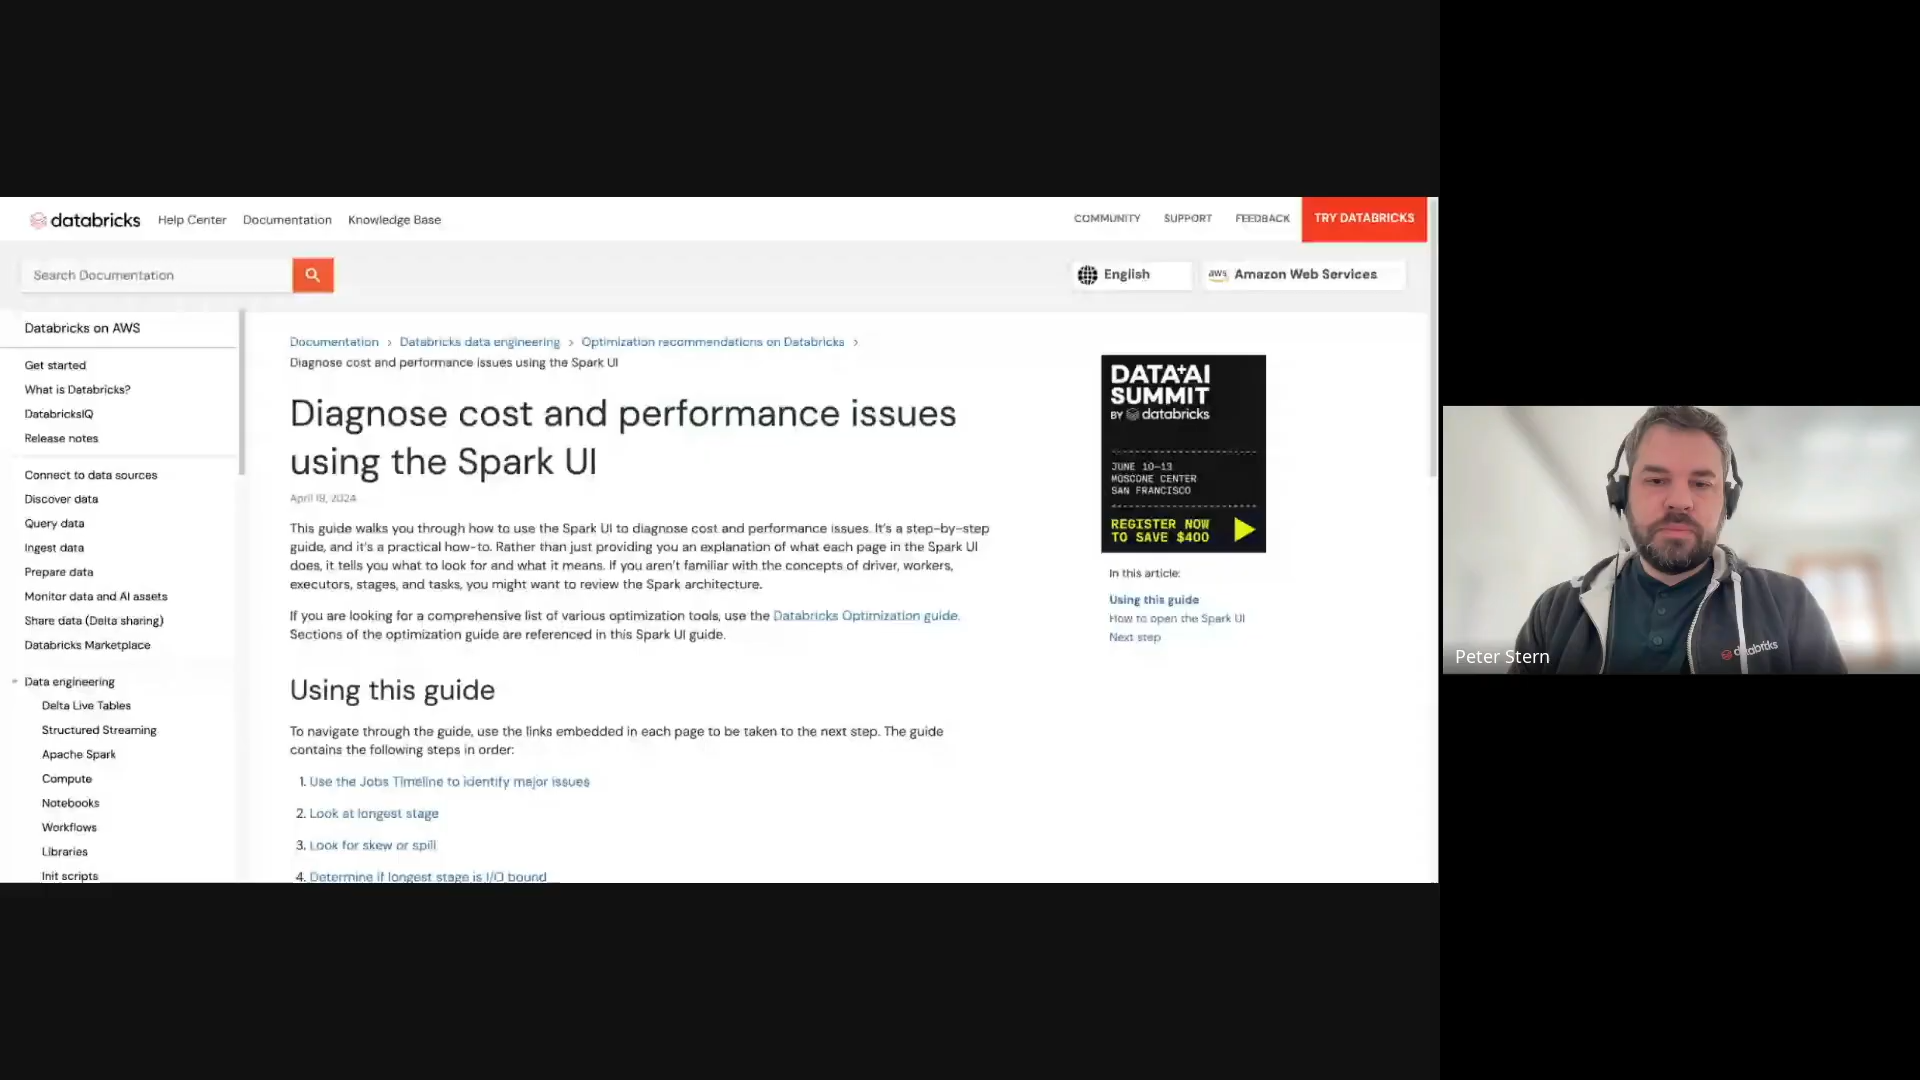 databricks Help Center Documentation Knowledge Base COMMUNITY SUPPORT FEEDBACK TRY DATABRICKS
Search Documentation English aws Amazon Web Services
Databricks on AWS
Get started
What is Databricks?
DatabricksIQ
Release notes
Connect to data sources
Discover data
Query data
Ingest data
Prepare data
Monitor data and AI assets
Share data (Delta sharing)
Databricks Marketplace
Data engineering
Delta Live Tables
Structured Streaming
Apache Spark
Compute
Notebooks
Workflows
Libraries
Init scripts
Documentation › Databricks data engineering › Optimization recommendations on Databricks ›
Diagnose cost and performance issues using the Spark UI
Diagnose cost and performance issues
using the Spark UI
April 19, 2024
This guide walks you through how to use the Spark UI to diagnose cost and performance issues. It's a step-by-step
guide, and it's a practical how-to. Rather than just providing you an explanation of what each page in the Spark UI
does, it tells you what to look for and what it means. If you aren't familiar with the concepts of driver, workers,
executors, stages, and tasks, you might want to review the Spark architecture.
If you are looking for a comprehensive list of various optimization tools, use the Databricks Optimization guide.
Sections of the optimization guide are referenced in this Spark UI guide.
Using this guide
To navigate through the guide, use the links embedded in each page to be taken to the next step. The guide
contains the following steps in order:
1. Use the Jobs Timeline to identify major issues
2. Look at longest stage
3. Look for skew or spill
4. Determine if longest stage is I/O bound
DATA+AI
SUMMIT
BY databricks
JUNE 10–13
MOSCONE CENTER
SAN FRANCISCO
REGISTER NOW
TO SAVE $400
In this article:
Using this guide
How to open the Spark UI
Next step
databricks
Peter Stern